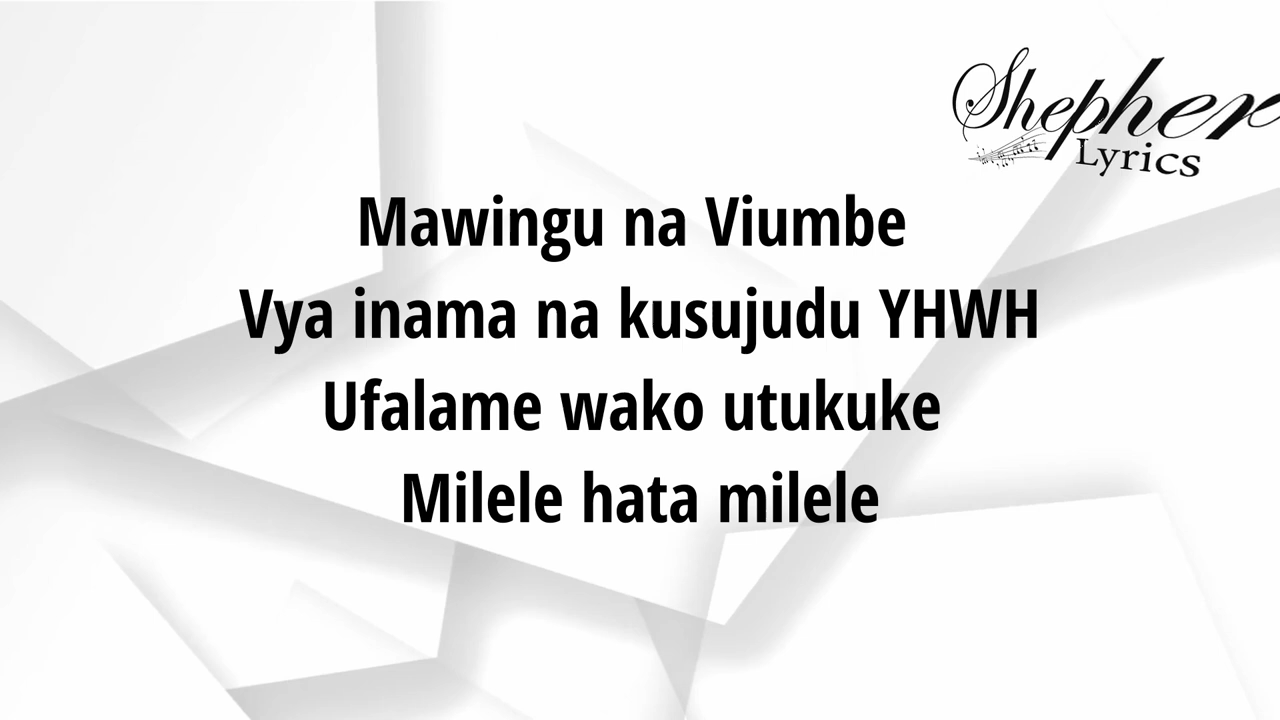 Shepher
Lyrics
Mawingu na Viumbe
Vya inama na kusujudu YHWH
Ufalame wako utukuke
Milele hata milele